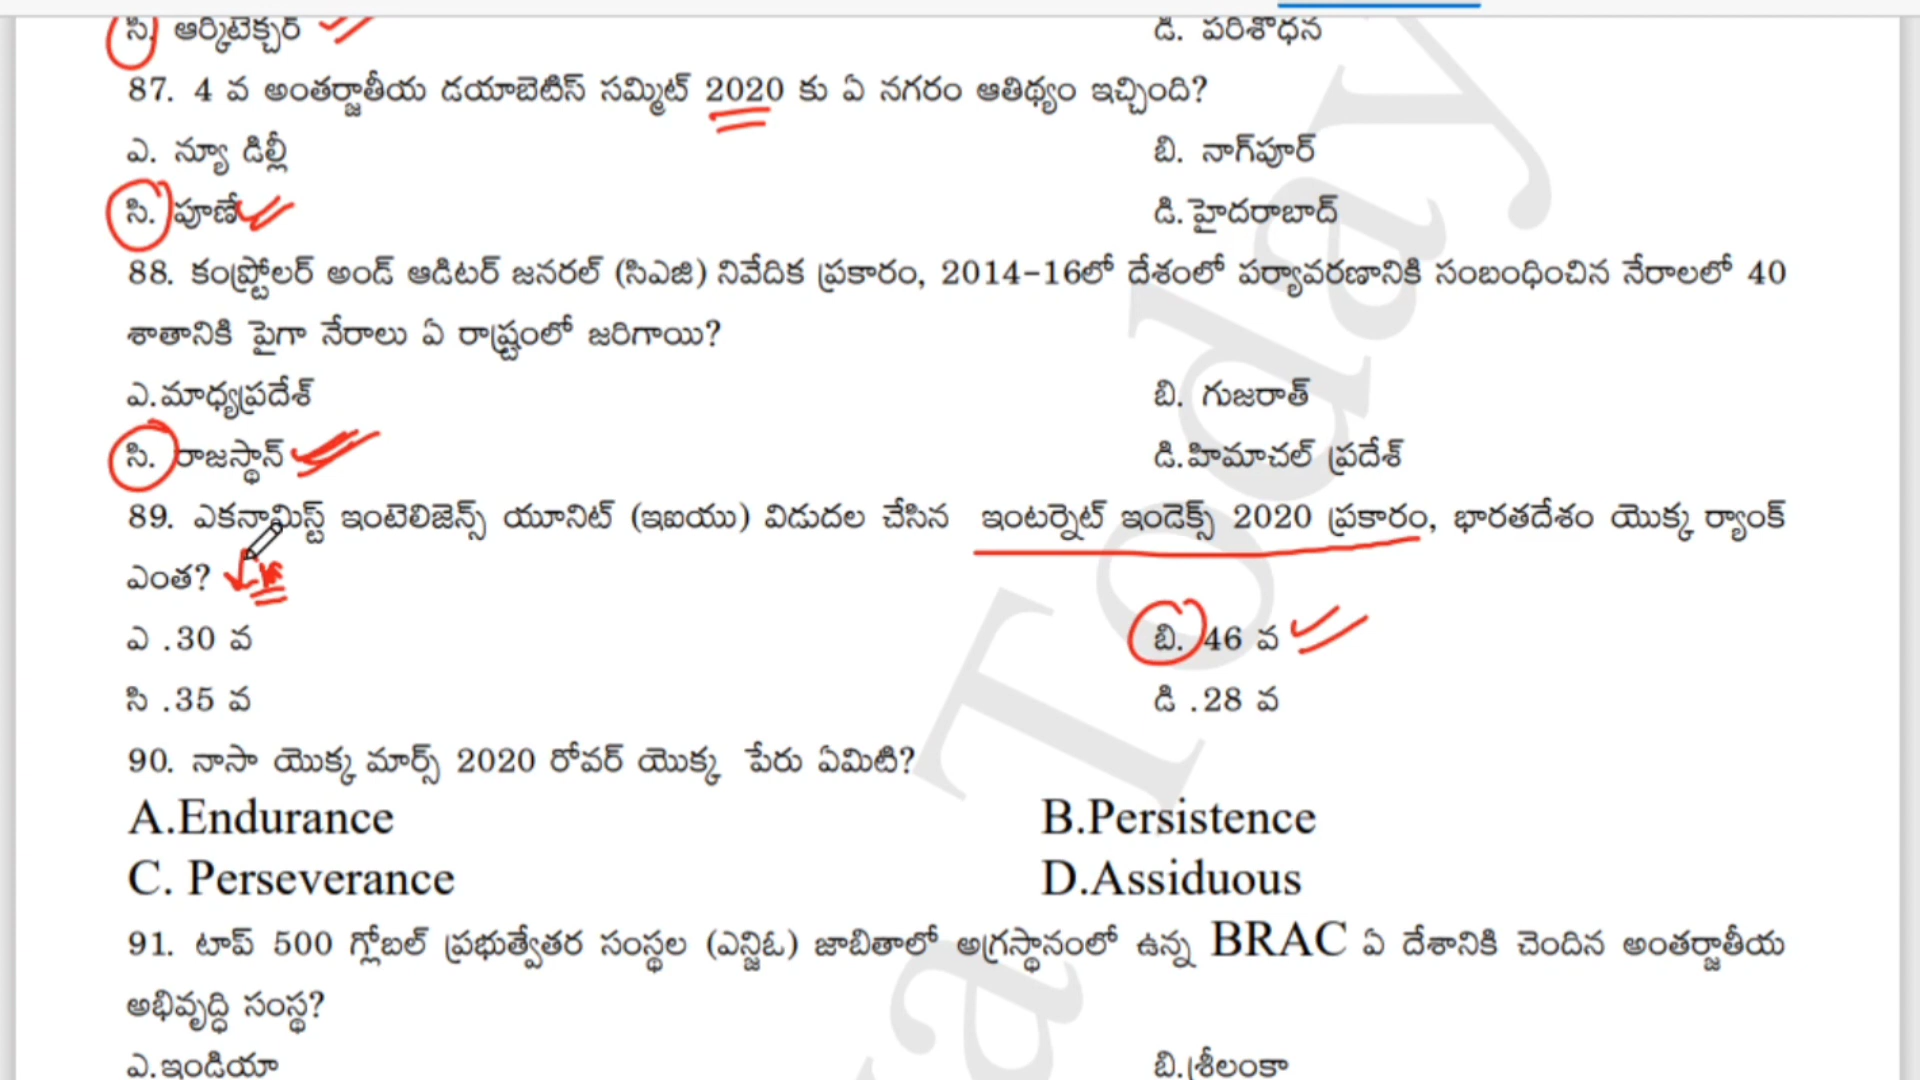 సి. ఆర్కిటెక్చర్ డి. పరిశోధన
87. 4 వ అంతర్జాతీయ డయాబెటిస్ సమ్మిట్ 2020 కు ఏ నగరం ఆతిథ్యం ఇచ్చింది?
ఎ. న్యూ డిల్లీ బి. నాగ్‌పూర్
సి. పూణే డి.హైదరాబాద్
88. కంప్ట్రోలర్ అండ్ ఆడిటర్ జనరల్ (సిఎజి) నివేదిక ప్రకారం, 2014-16లో దేశంలో పర్యావరణానికి సంబంధించిన నేరాలలో 40
శాతానికి పైగా నేరాలు ఏ రాష్ట్రంలో జరిగాయి?
ఎ.మాధ్యప్రదేశ్ బి. గుజరాత్
సి. రాజస్థాన్ డి.హిమాచల్ ప్రదేశ్
89. ఎకనామిస్ట్ ఇంటెలిజెన్స్ యూనిట్ (ఇఐయు) విడుదల చేసిన ఇంటర్నెట్ ఇండెక్స్ 2020 ప్రకారం, భారతదేశం యొక్క ర్యాంక్
ఎంత?
ఎ .30 వ బి. 46 వ
సి .35 వ డి .28 వ
90. నాసా యొక్క మార్స్ 2020 రోవర్ యొక్క పేరు ఏమిటి?
A.Endurance B.Persistence
C. Perseverance D.Assiduous
91. టాప్ 500 గ్లోబల్ ప్రభుత్వేతర సంస్థల (ఎన్జిఓ) జాబితాలో అగ్రస్థానంలో ఉన్న BRAC ఏ దేశానికి చెందిన అంతర్జాతీయ
అభివృద్ధి సంస్థ?
ఎ.ఇండియా బి.శ్రీలంకా
Today